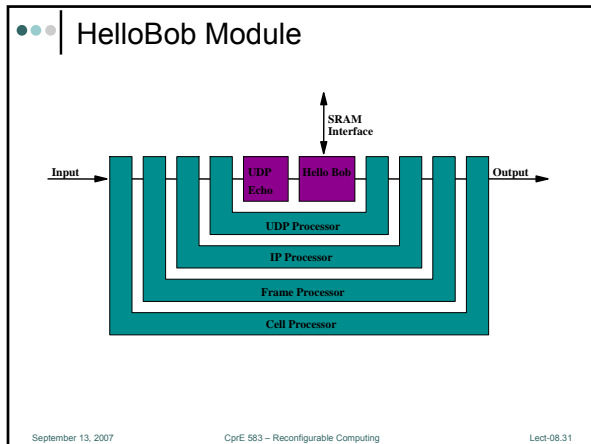 HelloBob Module
SRAM
Interface
Input
UDP
Echo
Hello Bob
Output
UDP Processor
IP Processor
Frame Processor
Cell Processor
September 13, 2007
CprE 583 – Reconfigurable Computing
Lect-08.31